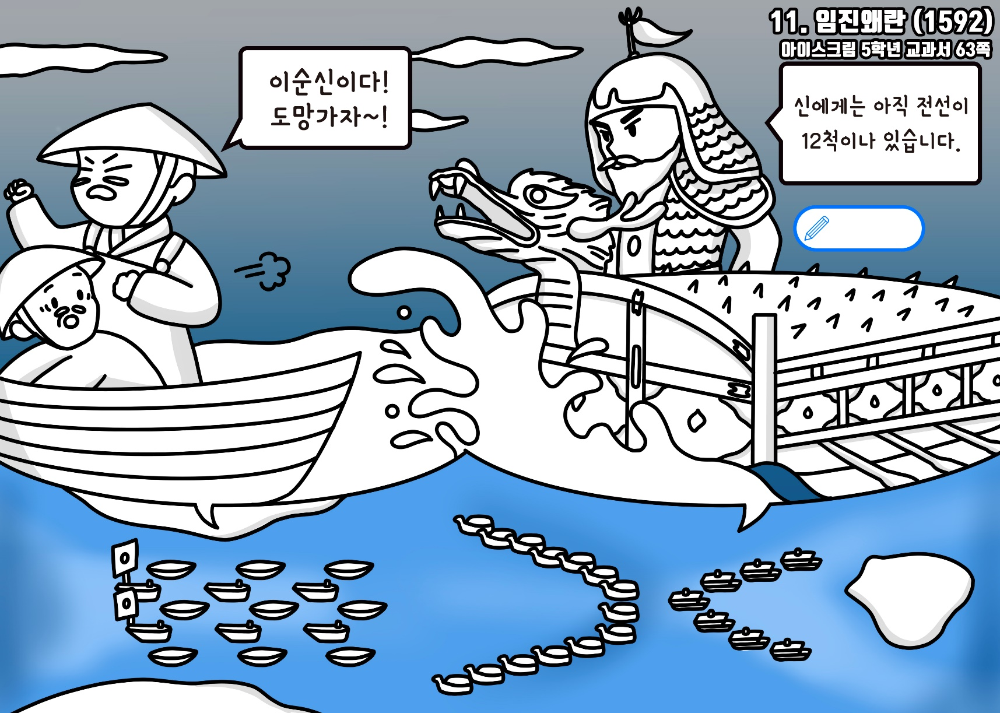 11. 임진왜란 (1592)
아이스크림 5학년 교과서 63쪽
이순신이다!
도망가자~!
신에게는 아직 전선이
12척이나 있습니다.